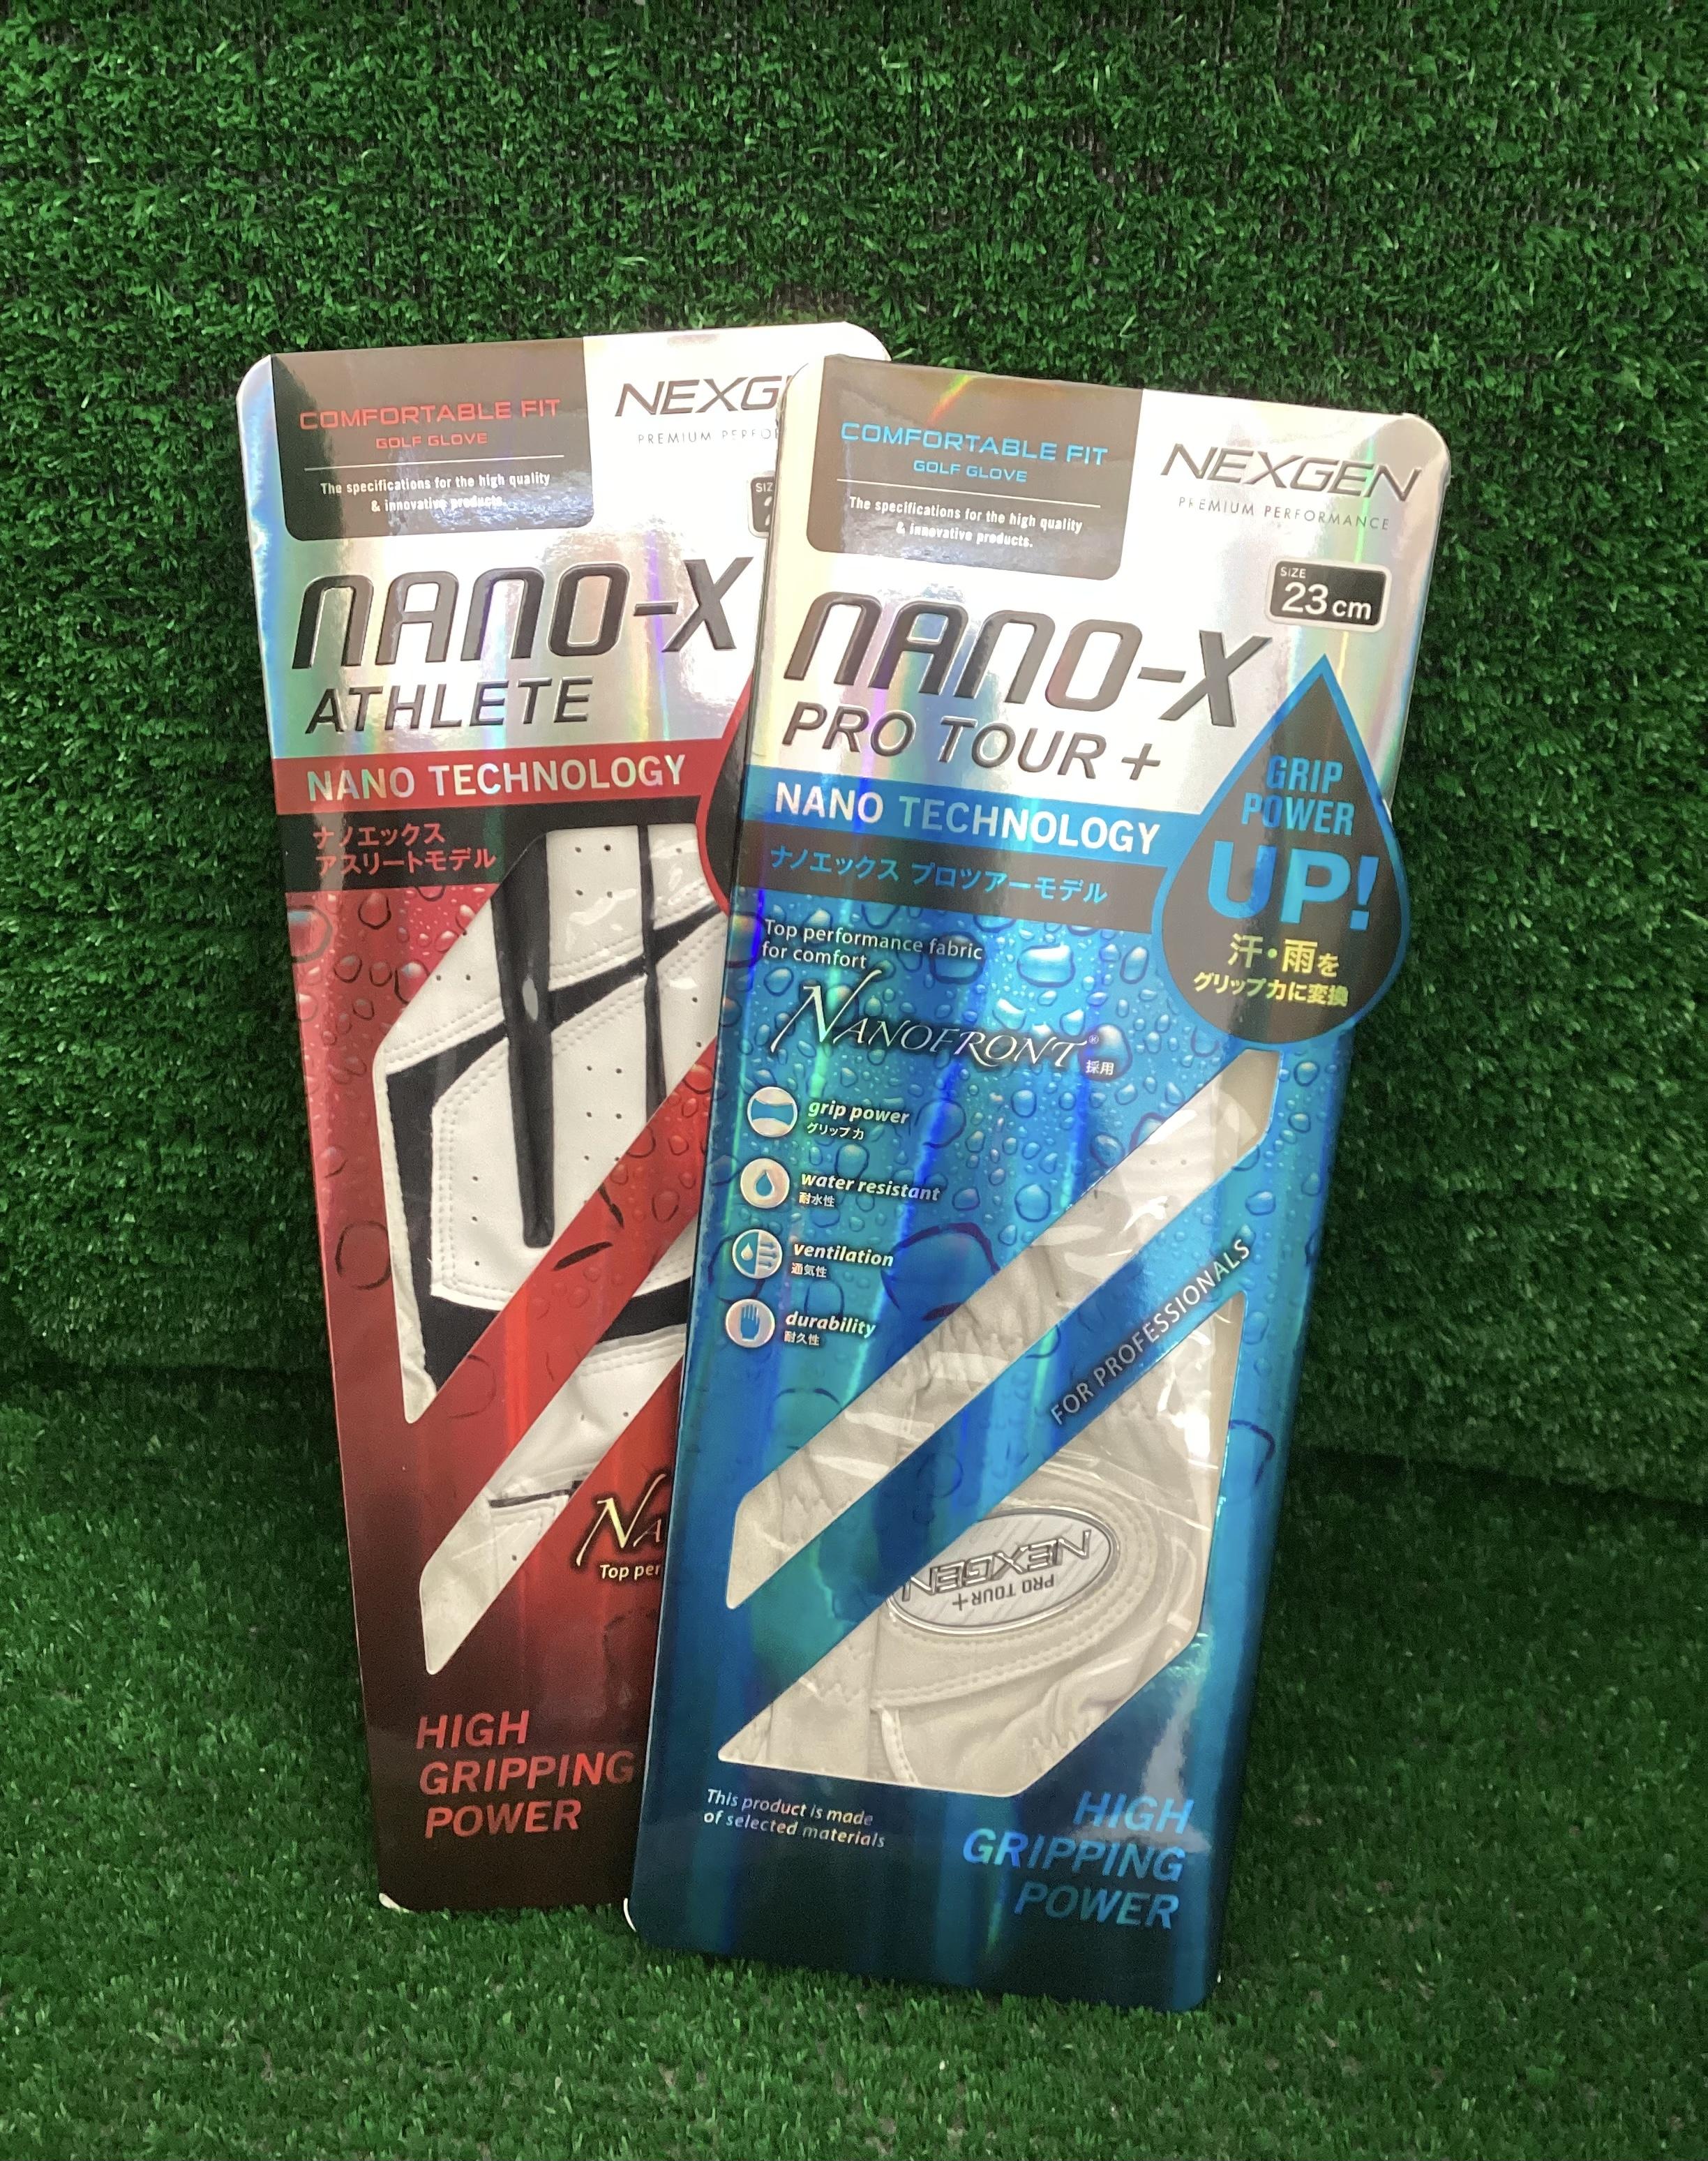 COMFORTABLE FIT
GOLF GLOVE
The specifications for the high quality
& innovative products.
NEXG
PREMIUM
NANO-X
ATHLETE
NANO TECHNOLOGY
ナノエックス
アスリートモデル
Top per
HIGH
GRIPPING
POWER
COMFORTABLE FIT
GOLF GLOVE
The specifications for the high quality
& innovative products.
NEXGEN
PREMIUM PERFORMANCE
SIZE
23cm
NANO-X
PRO TOUR +
NANO TECHNOLOGY
ナノエックス プロツアーモデル
GRIP
POWER
UP!
汗・雨を
グリップ力に変換
Top performance fabric
for comfort
NANOFRONT® 採用
grip power
グリップ力
water resistant
耐水性
ventilation
通気性
durability
耐久性
FOR PROFESSIONALS
NEXGEN
PRO TOUR+
This product is made
of selected materials
HIGH
GRIPPING
POWER